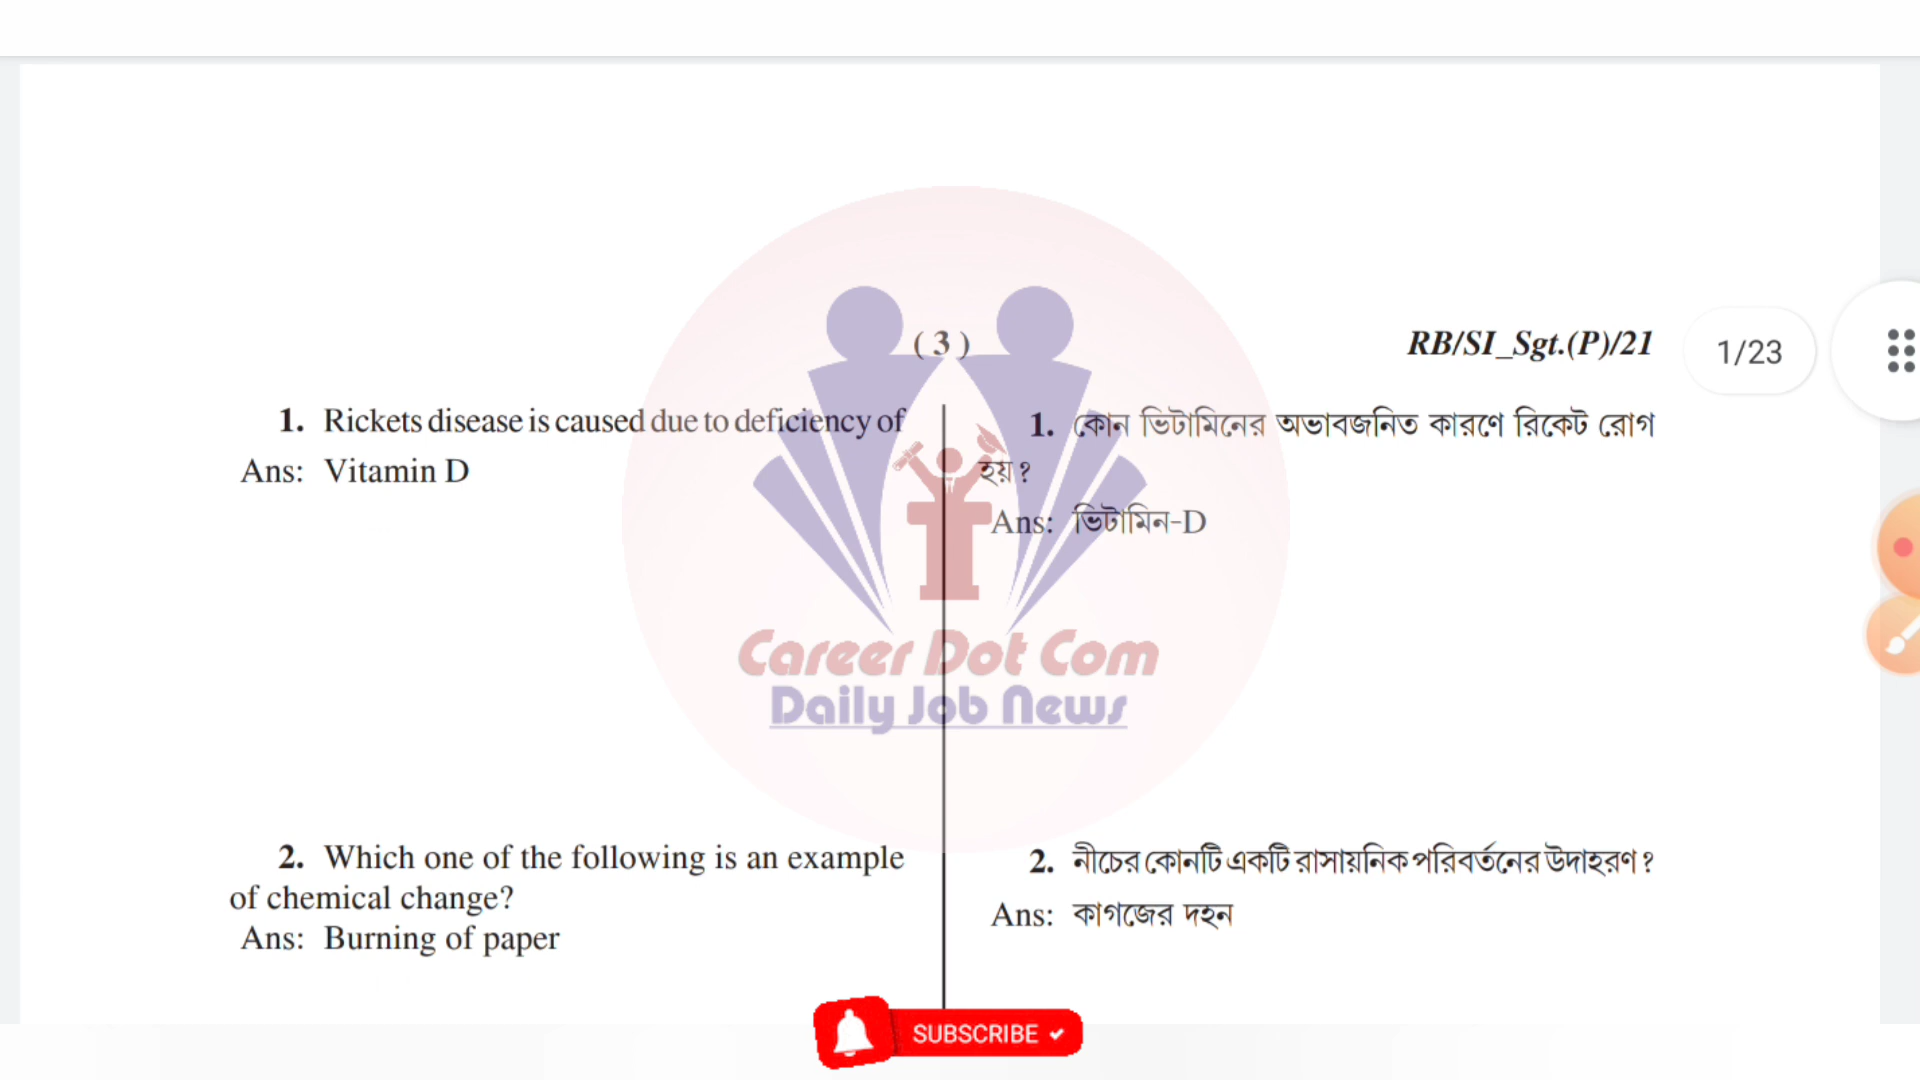 ( 3 )
RB/SI_Sgt.(P)/21
1/23
1. Rickets disease is caused due to deficiency of
Ans: Vitamin D
1. কোন ভিটামিনের অভাবজনিত কারণে রিকেট রোগ
হয় ?
Ans: ভিটামিন-D
Career Dot Com
Daily Job News
2. Which one of the following is an example
of chemical change?
Ans: Burning of paper
2. নীচের কোনটি একটি রাসায়নিক পরিবর্তনের উদাহরণ ?
Ans: কাগজের দহন
SUBSCRIBE